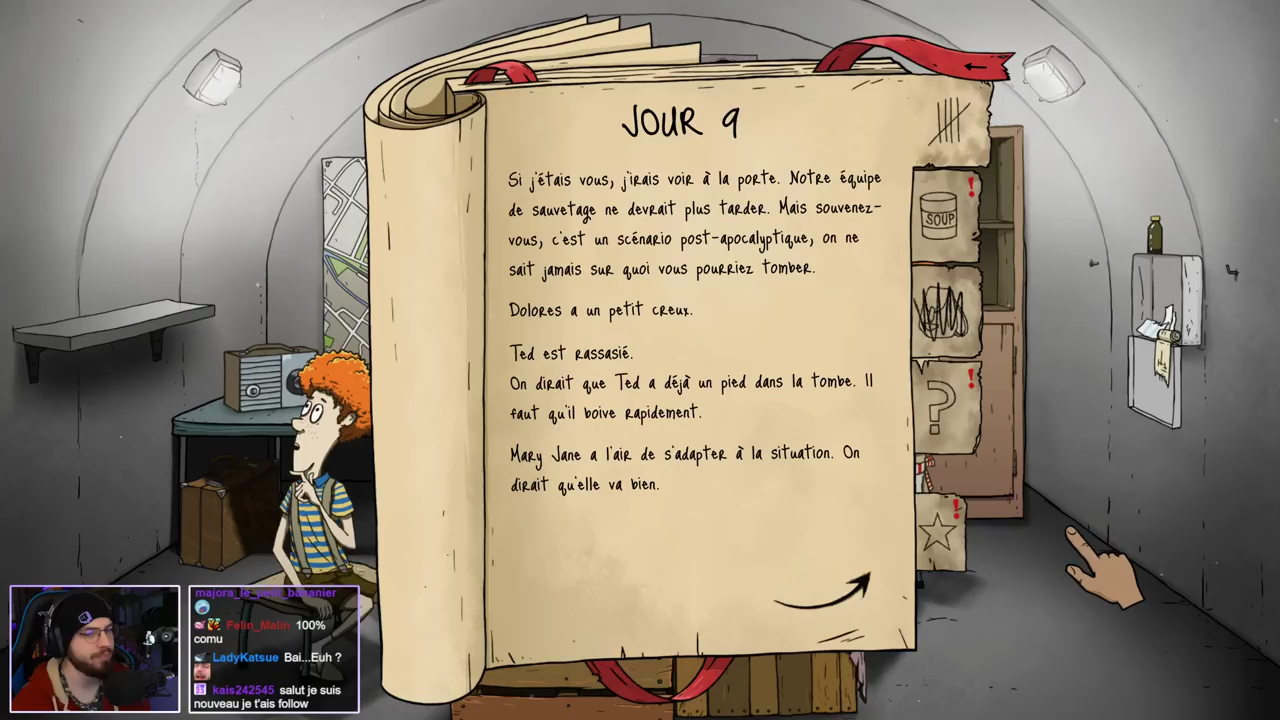 JOUR 9
Si j'étais vous, j'irais voir à la porte. Notre équipe
de sauvetage ne devrait plus tarder. Mais souvenez-
vous, c'est un scénario post-apocalyptique, on ne
sait jamais sur quoi vous pourriez tomber.
Dolores a un petit creux.
Ted est rassasié.
On dirait que Ted a déjà un pied dans la tombe. Il
faut qu'il boive rapidement.
Mary Jane a l'air de s'adapter à la situation. On
dirait qu'elle va bien.
!
SOUP
!
?
!
majora_le_petit_bananier
Felin_Malin 100%
comu
LadyKatsue Bai...Euh ?
kais242545 salut je suis
nouveau je t'ais follow